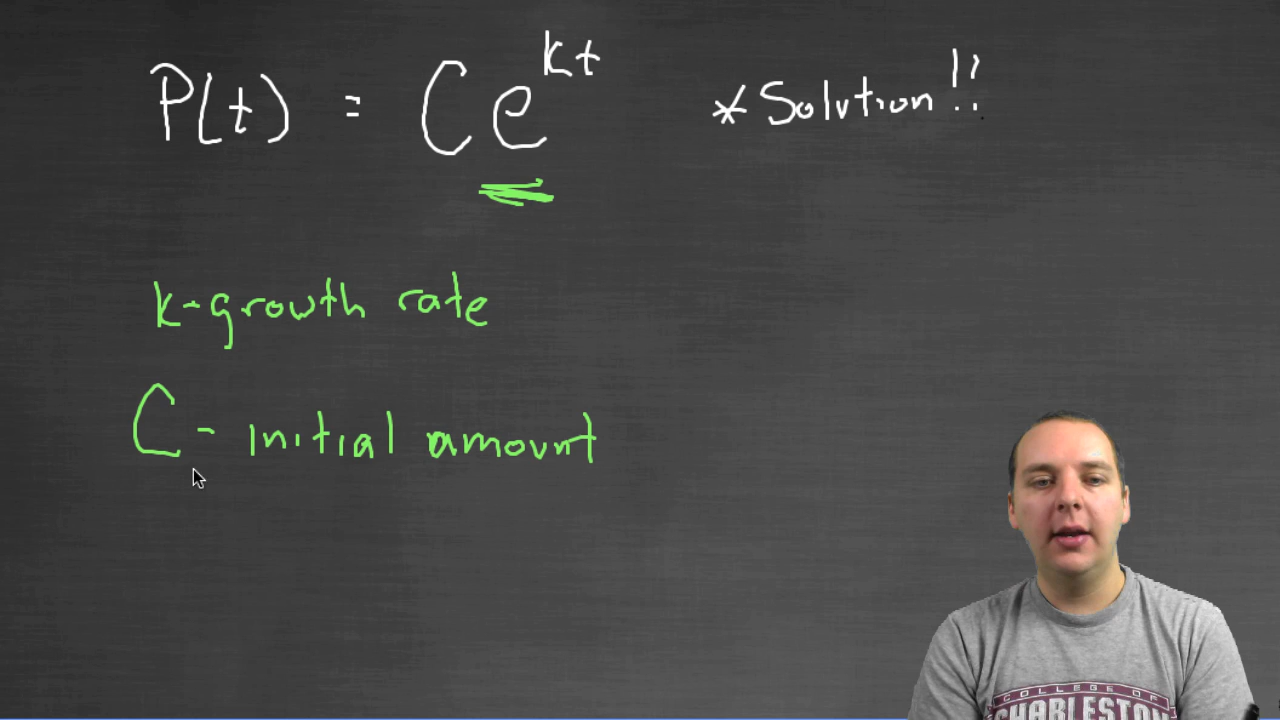 P(t) = Ce^{kt} * Solution!!
k - growth rate
C - initial amount
COLLEGE OF
CHARLESTON